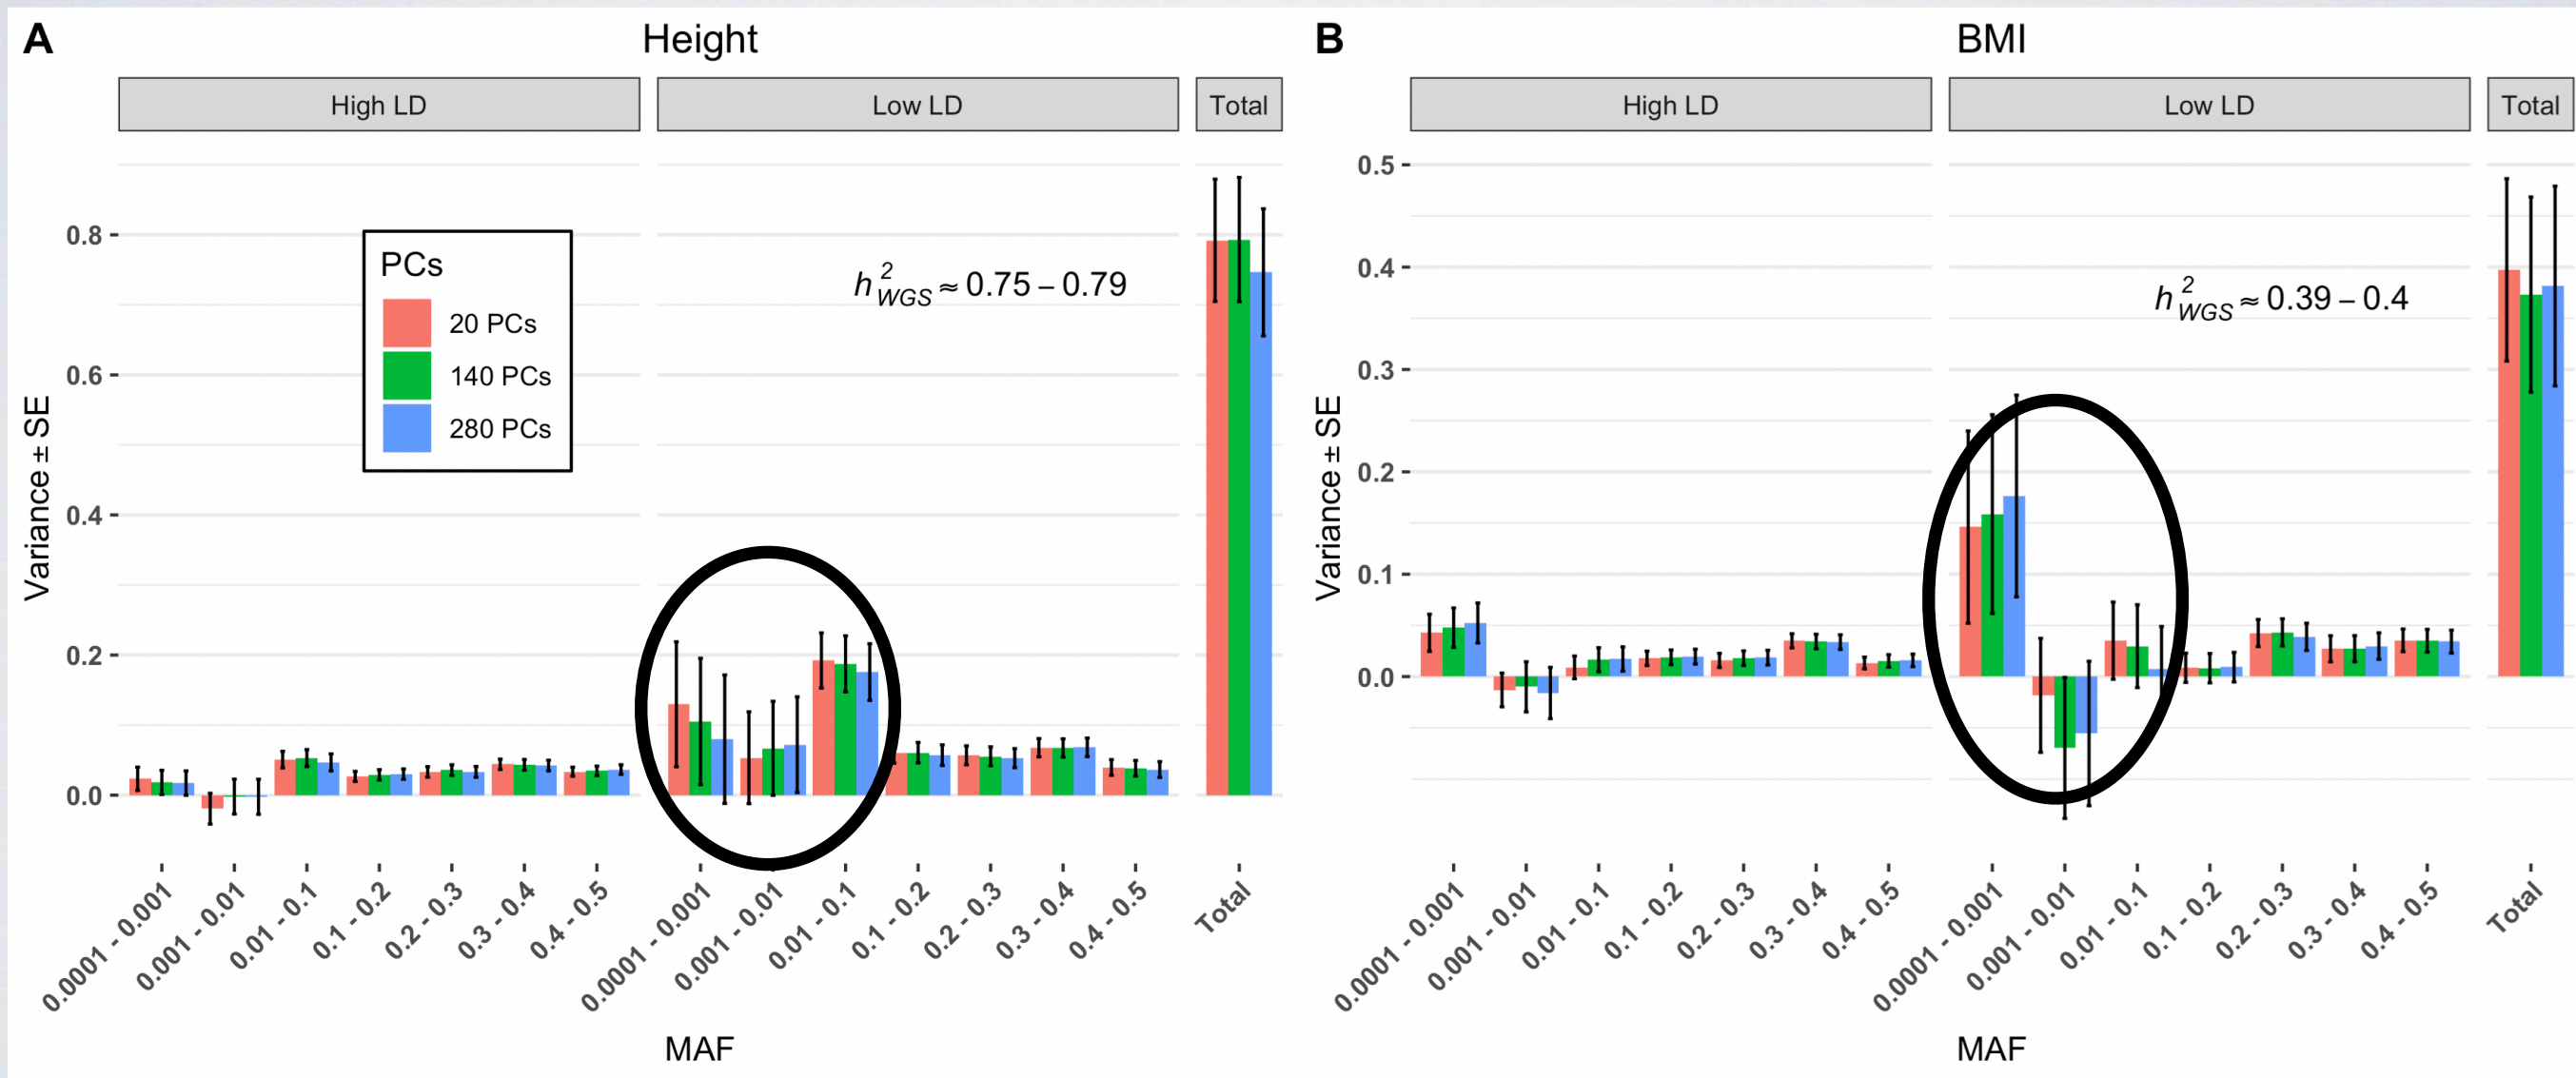 A
Height
High LD
Low LD
Total
0.8
0.6
0.4
0.2
0.0
Variance ± SE
PCs
20 PCs
140 PCs
280 PCs
h²WGS ≈ 0.75 – 0.79
0.0001 - 0.001
0.001 - 0.01
0.01 - 0.1
0.1 - 0.2
0.2 - 0.3
0.3 - 0.4
0.4 - 0.5
0.0001 - 0.001
0.001 - 0.01
0.01 - 0.1
0.1 - 0.2
0.2 - 0.3
0.3 - 0.4
0.4 - 0.5
Total
MAF
B
BMI
High LD
Low LD
Total
0.5
0.4
0.3
0.2
0.1
0.0
Variance ± SE
h²WGS ≈ 0.39 – 0.4
0.0001 - 0.001
0.001 - 0.01
0.01 - 0.1
0.1 - 0.2
0.2 - 0.3
0.3 - 0.4
0.4 - 0.5
0.0001 - 0.001
0.001 - 0.01
0.01 - 0.1
0.1 - 0.2
0.2 - 0.3
0.3 - 0.4
0.4 - 0.5
Total
MAF